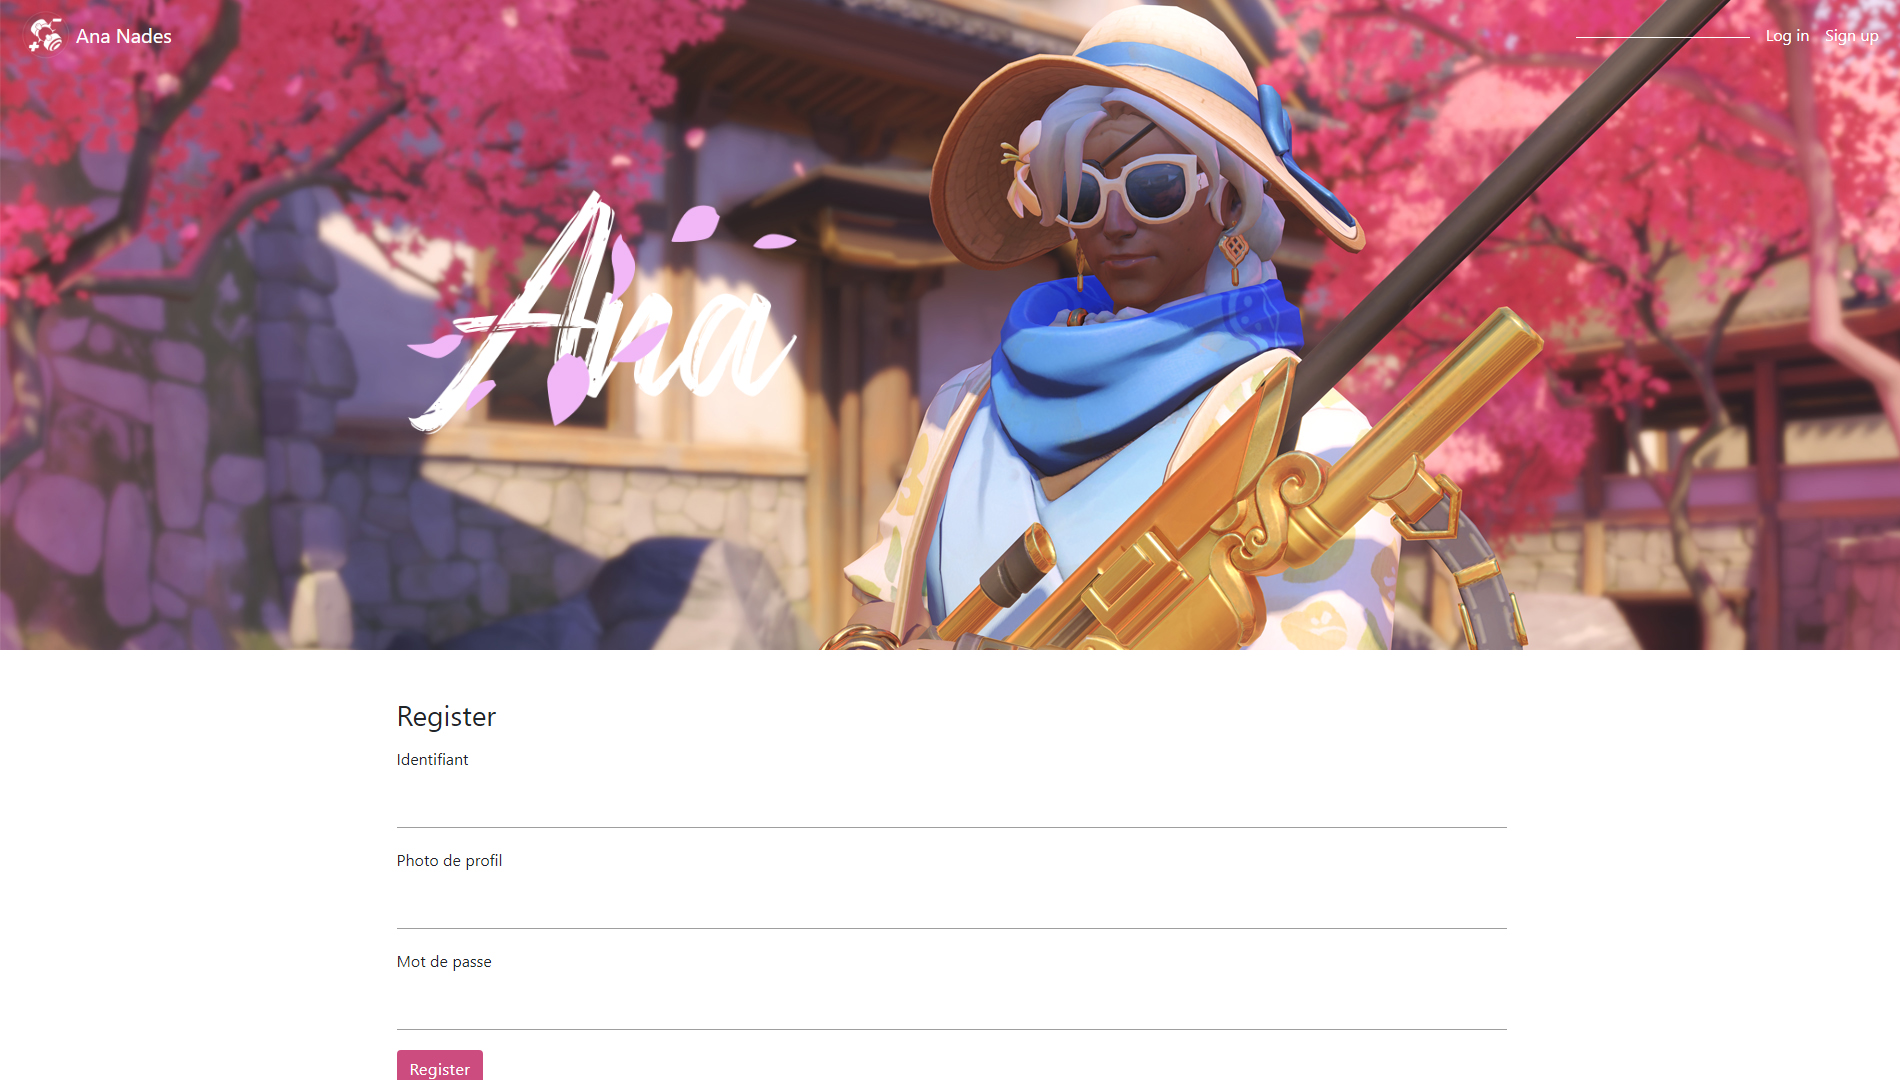 Ana Nades
Log in
Sign up
Ana
Register
Identifiant
Photo de profil
Mot de passe
Register